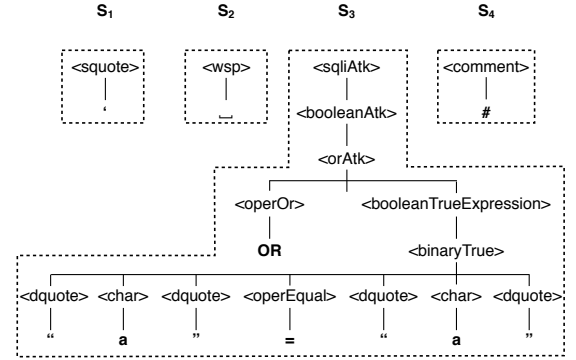 S₁ S₂ S₃ S₄
<squote> <wsp> <sqliAtk> <comment>
‘ ⎵ #
<booleanAtk>
<orAtk>
<operOr> <booleanTrueExpression>
OR <binaryTrue>
<dquote> <char> <dquote> <operEqual> <dquote> <char> <dquote>
“ a ” = “ a ”